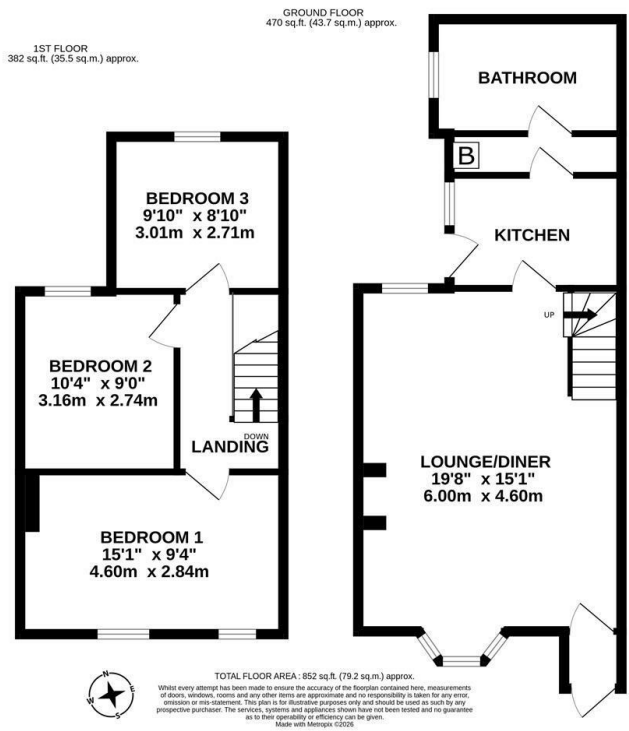 GROUND FLOOR
470 sq.ft. (43.7 sq.m.) approx.
1ST FLOOR
382 sq.ft. (35.5 sq.m.) approx.
BATHROOM
B
KITCHEN
UP
LOUNGE/DINER
19'8" x 15'1"
6.00m x 4.60m
BEDROOM 3
9'10" x 8'10"
3.01m x 2.71m
BEDROOM 2
10'4" x 9'0"
3.16m x 2.74m
DOWN
LANDING
BEDROOM 1
15'1" x 9'4"
4.60m x 2.84m
N
E
S
W
TOTAL FLOOR AREA : 852 sq.ft. (79.2 sq.m.) approx.
Whilst every attempt has been made to ensure the accuracy of the floorplan contained here, measurements
of doors, windows, rooms and any other items are approximate and no responsibility is taken for any error,
omission or mis-statement. This plan is for illustrative purposes only and should be used as such by any
prospective purchaser. The services, systems and appliances shown have not been tested and no guarantee
as to their operability or efficiency can be given.
Made with Metropix ©2026